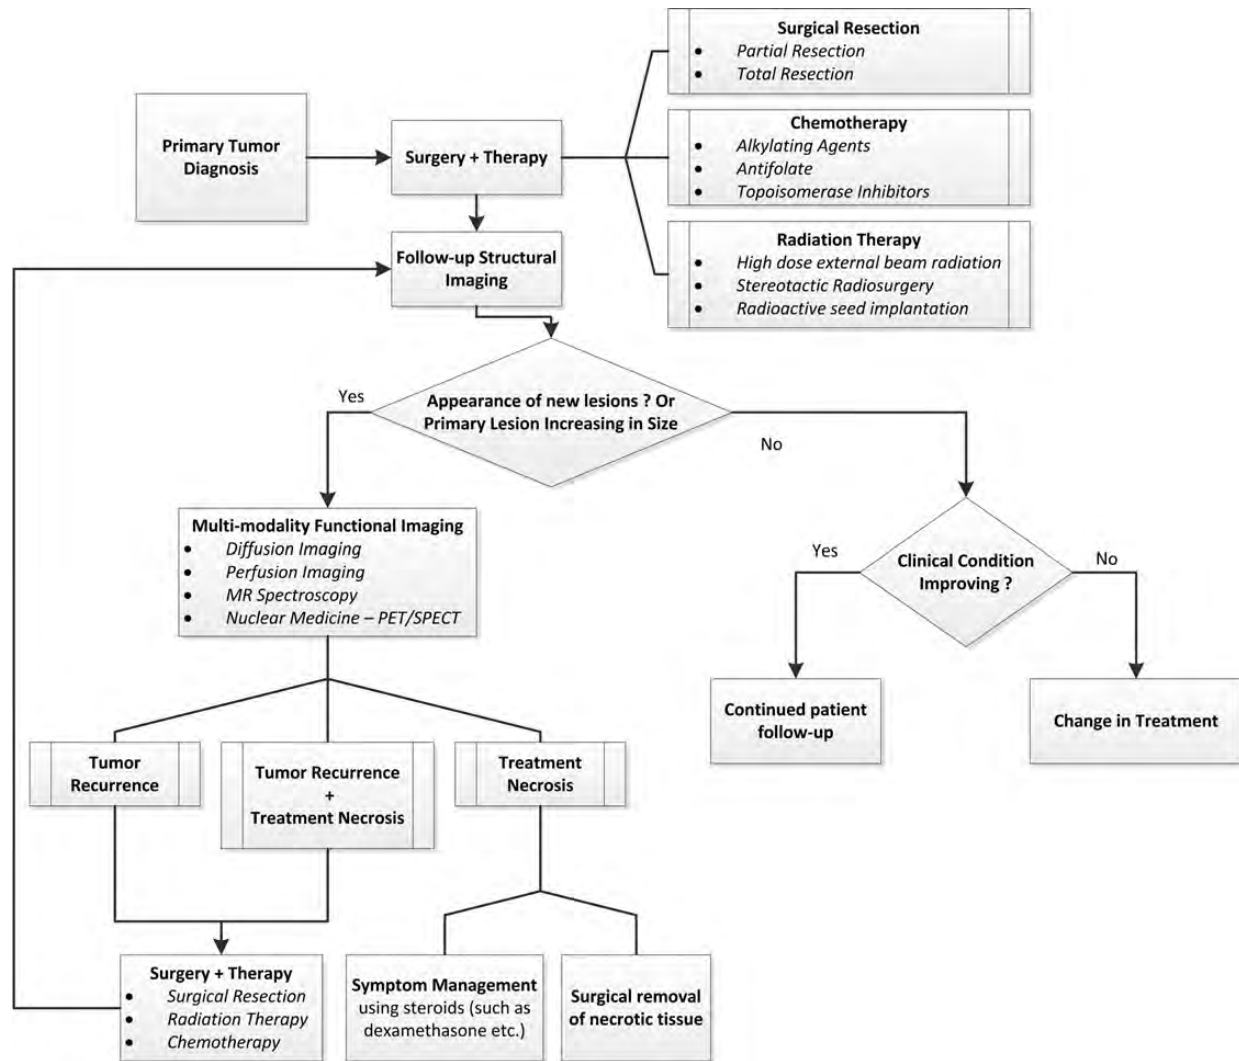 Surgical Resection
• Partial Resection
• Total Resection
Primary Tumor
Diagnosis
Surgery + Therapy
Chemotherapy
• Alkylating Agents
• Antifolate
• Topoisomerase Inhibitors
Follow-up Structural
Imaging
Radiation Therapy
• High dose external beam radiation
• Stereotactic Radiosurgery
• Radioactive seed implantation
Appearance of new lesions ? Or
Primary Lesion Increasing in Size
Yes
No
Multi-modality Functional Imaging
• Diffusion Imaging
• Perfusion Imaging
• MR Spectroscopy
• Nuclear Medicine – PET/SPECT
Clinical Condition
Improving ?
Yes
No
Continued patient
follow-up
Change in Treatment
Tumor
Recurrence
Tumor Recurrence
+
Treatment Necrosis
Treatment
Necrosis
Surgery + Therapy
• Surgical Resection
• Radiation Therapy
• Chemotherapy
Symptom Management
using steroids (such as
dexamethasone etc.)
Surgical removal
of necrotic tissue